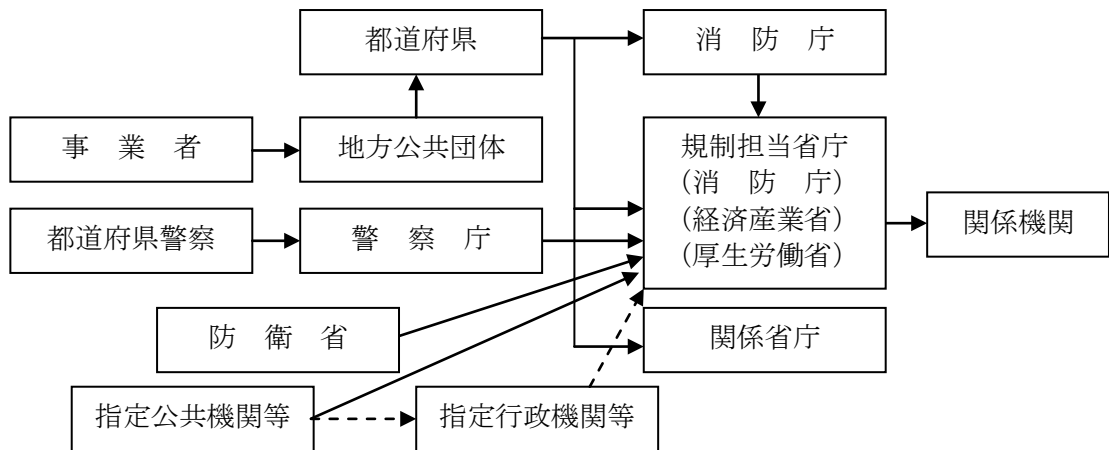 都道府県
消　防　庁
事　業　者
地方公共団体
規制担当省庁
（消　防　庁）
（経済産業省）
（厚生労働省）
関係機関
都道府県警察
警　察　庁
防　衛　省
関係省庁
指定公共機関等
指定行政機関等